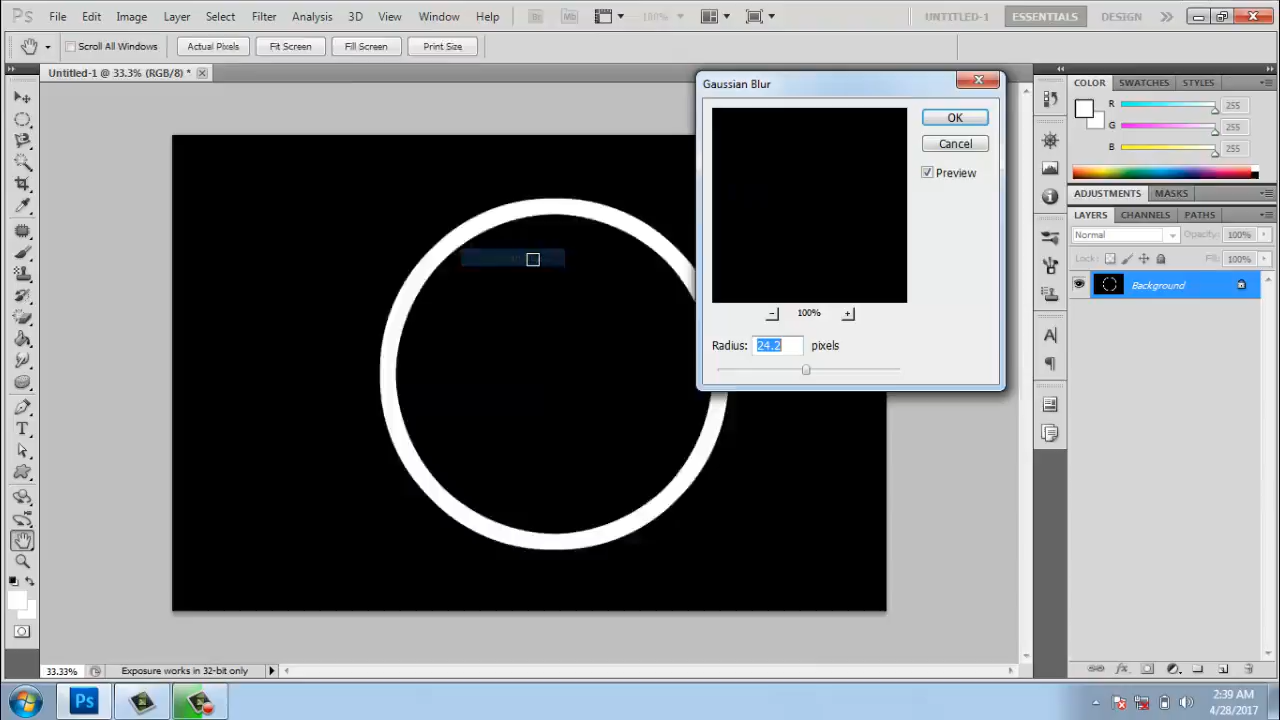 Ps File Edit Image Layer Select Filter Analysis 3D View Window Help Br Mb 100% UNTITLED-1 ESSENTIALS DESIGN
Scroll All Windows Actual Pixels Fit Screen Fill Screen Print Size
Untitled-1 @ 33.3% (RGB/8) *
Gaussian Blur
OK
Cancel
Preview
100%
Radius: 24.2 pixels
COLOR SWATCHES STYLES
R 255
G 255
B 255
ADJUSTMENTS MASKS
LAYERS CHANNELS PATHS
Normal Opacity: 100%
Lock: Fill: 100%
Background
33.33% Exposure works in 32-bit only
Ps
2:39 AM
4/28/2017